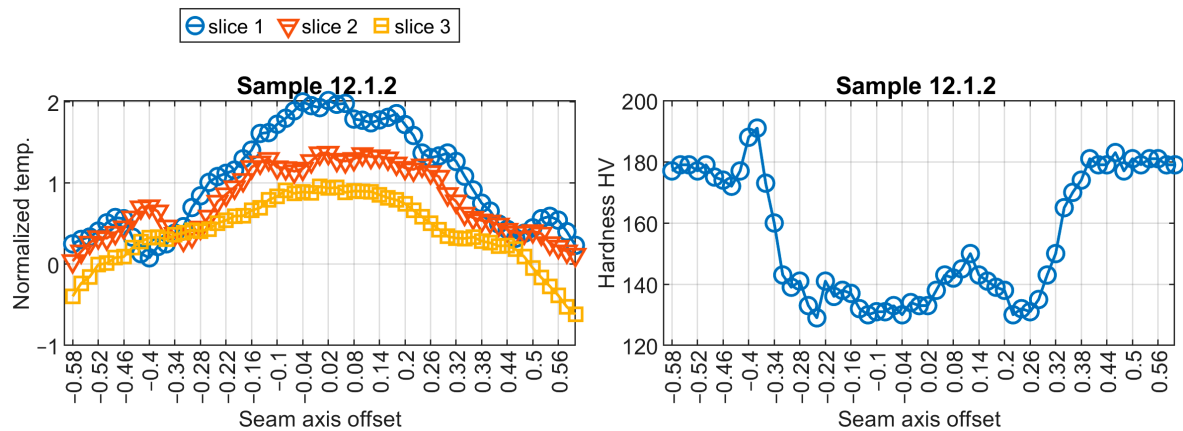 slice 1 slice 2 slice 3
Sample 12.1.2
2
1
0
−1
Normalized temp.
−0.58 −0.52 −0.46 −0.4 −0.34 −0.28 −0.22 −0.16 −0.1 −0.04 0.02 0.08 0.14 0.2 0.26 0.32 0.38 0.44 0.5 0.56
Seam axis offset
Sample 12.1.2
200
180
160
140
120
Hardness HV
−0.58 −0.52 −0.46 −0.4 −0.34 −0.28 −0.22 −0.16 −0.1 −0.04 0.02 0.08 0.14 0.2 0.26 0.32 0.38 0.44 0.5 0.56
Seam axis offset